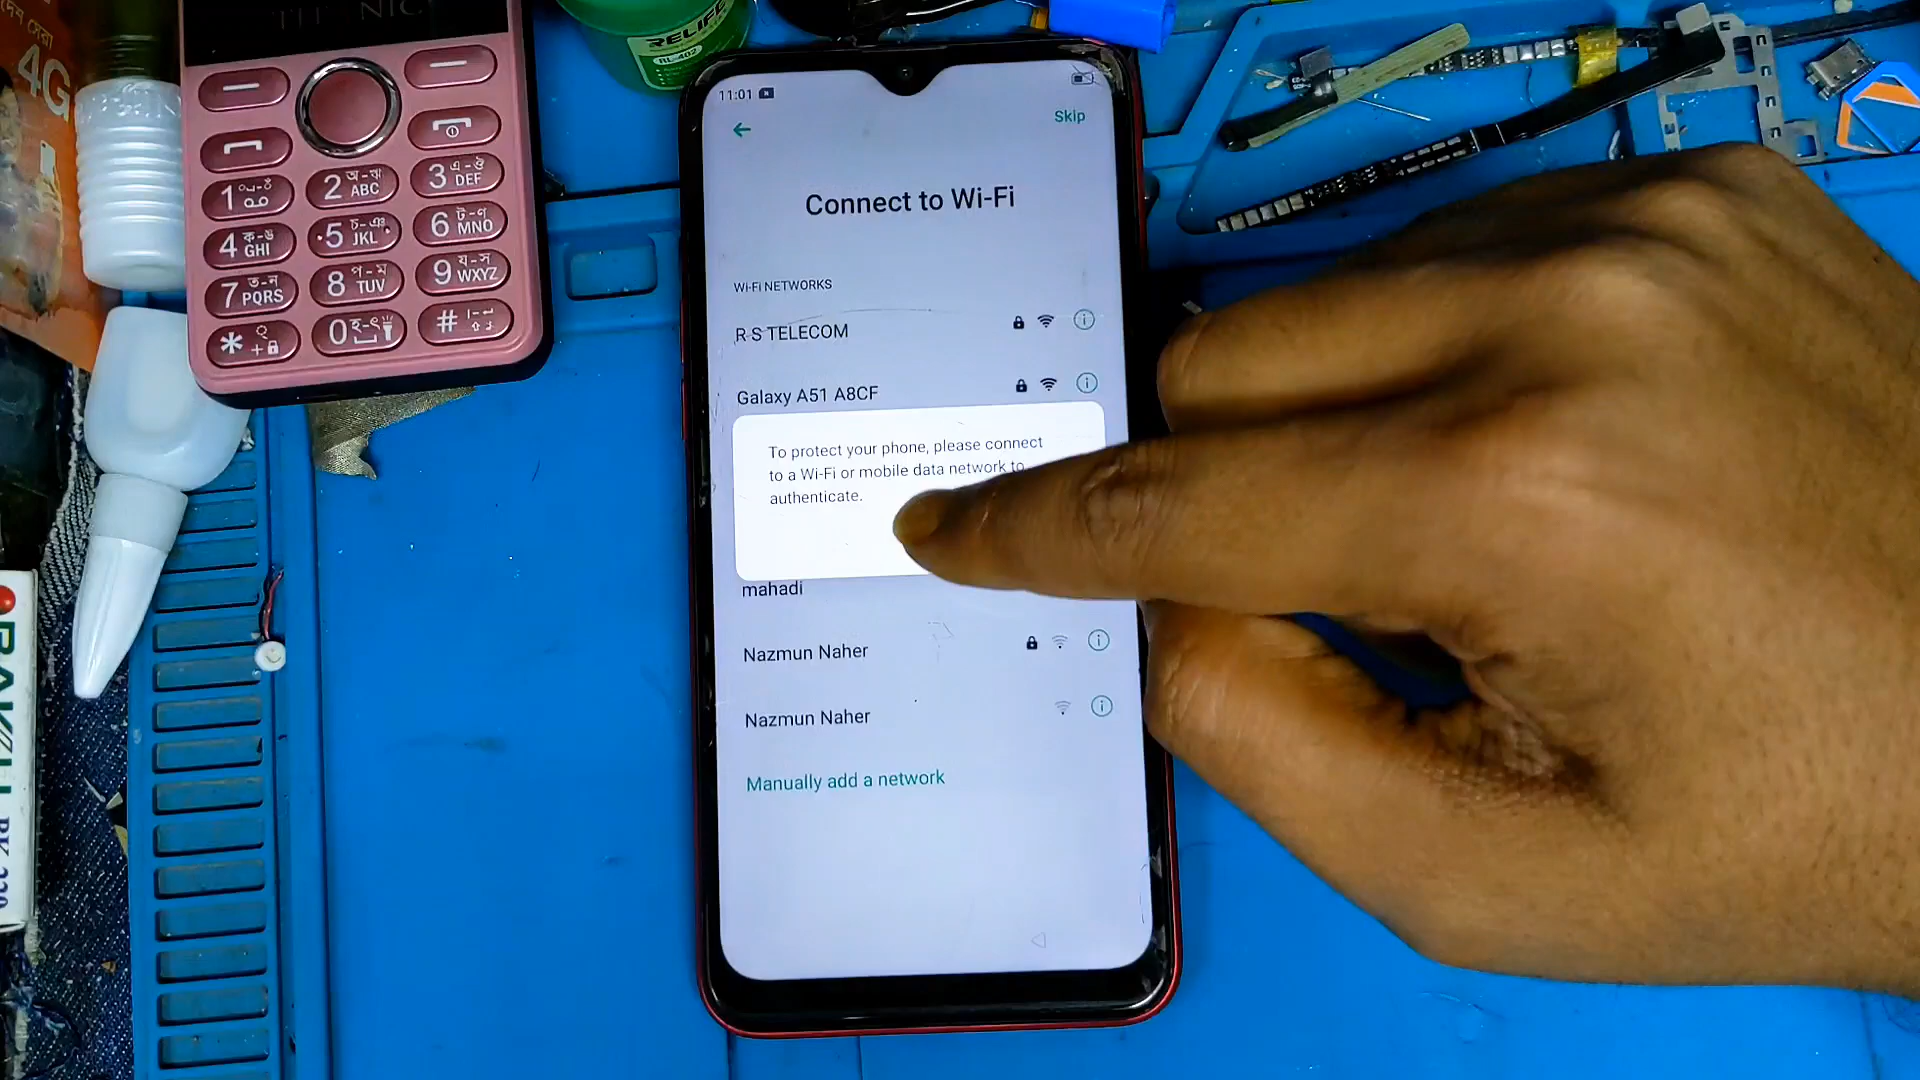 দেশ সেরা
4G
RELIFE
RL-402
1
2 অ-ঝ ABC
3 এ-ঔ DEF
4 ক-ঙ GHI
5 চ-ঞ JKL
6 ট-ণ MNO
7 ত-ন PQRS
8 প-ম TUV
9 য-স WXYZ
*
+
0
#
11:01
Skip
Connect to Wi-Fi
Wi-Fi NETWORKS
R S TELECOM
Galaxy A51 A8CF
To protect your phone, please connect
to a Wi-Fi or mobile data network to
authenticate.
mahadi
Nazmun Naher
Nazmun Naher
Manually add a network